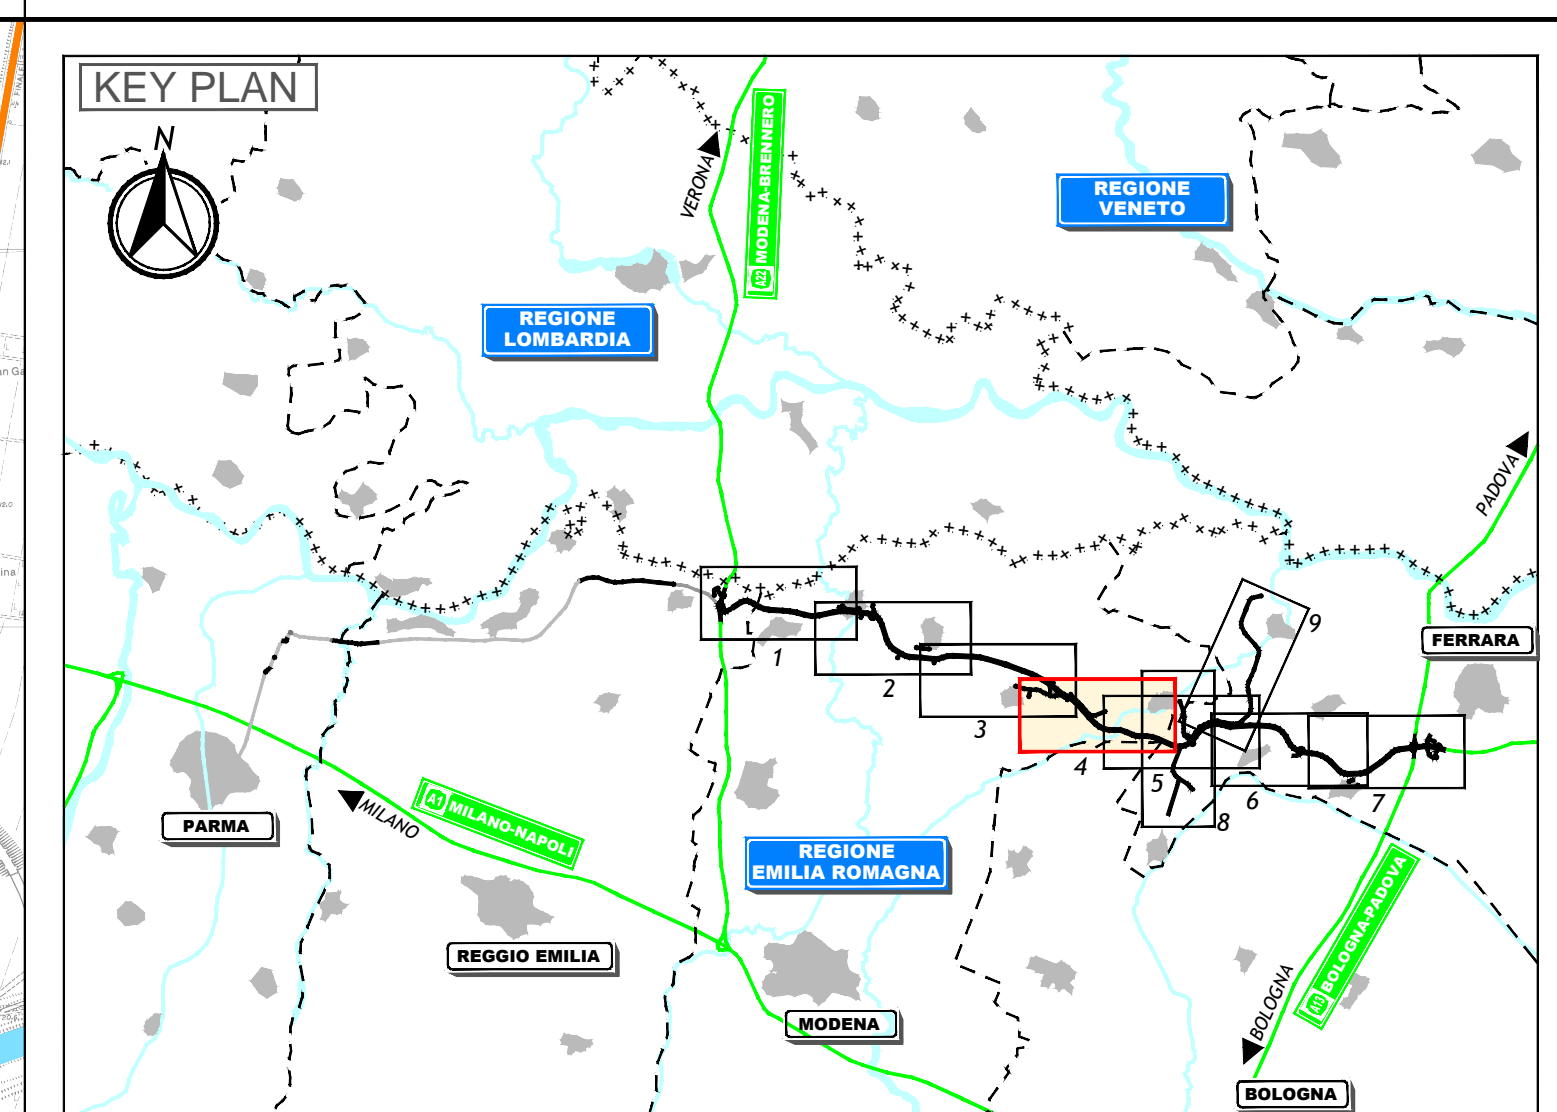 KEY PLAN
N
VERONA
A22 MODENA-BRENNERO
REGIONE
VENETO
REGIONE
LOMBARDIA
PADOVA
FERRARA
1
2
3
4
5
6
7
8
9
PARMA
MILANO
A1 MILANO-NAPOLI
REGIONE
EMILIA ROMAGNA
REGGIO EMILIA
MODENA
A13 BOLOGNA-PADOVA
BOLOGNA
BOLOGNA